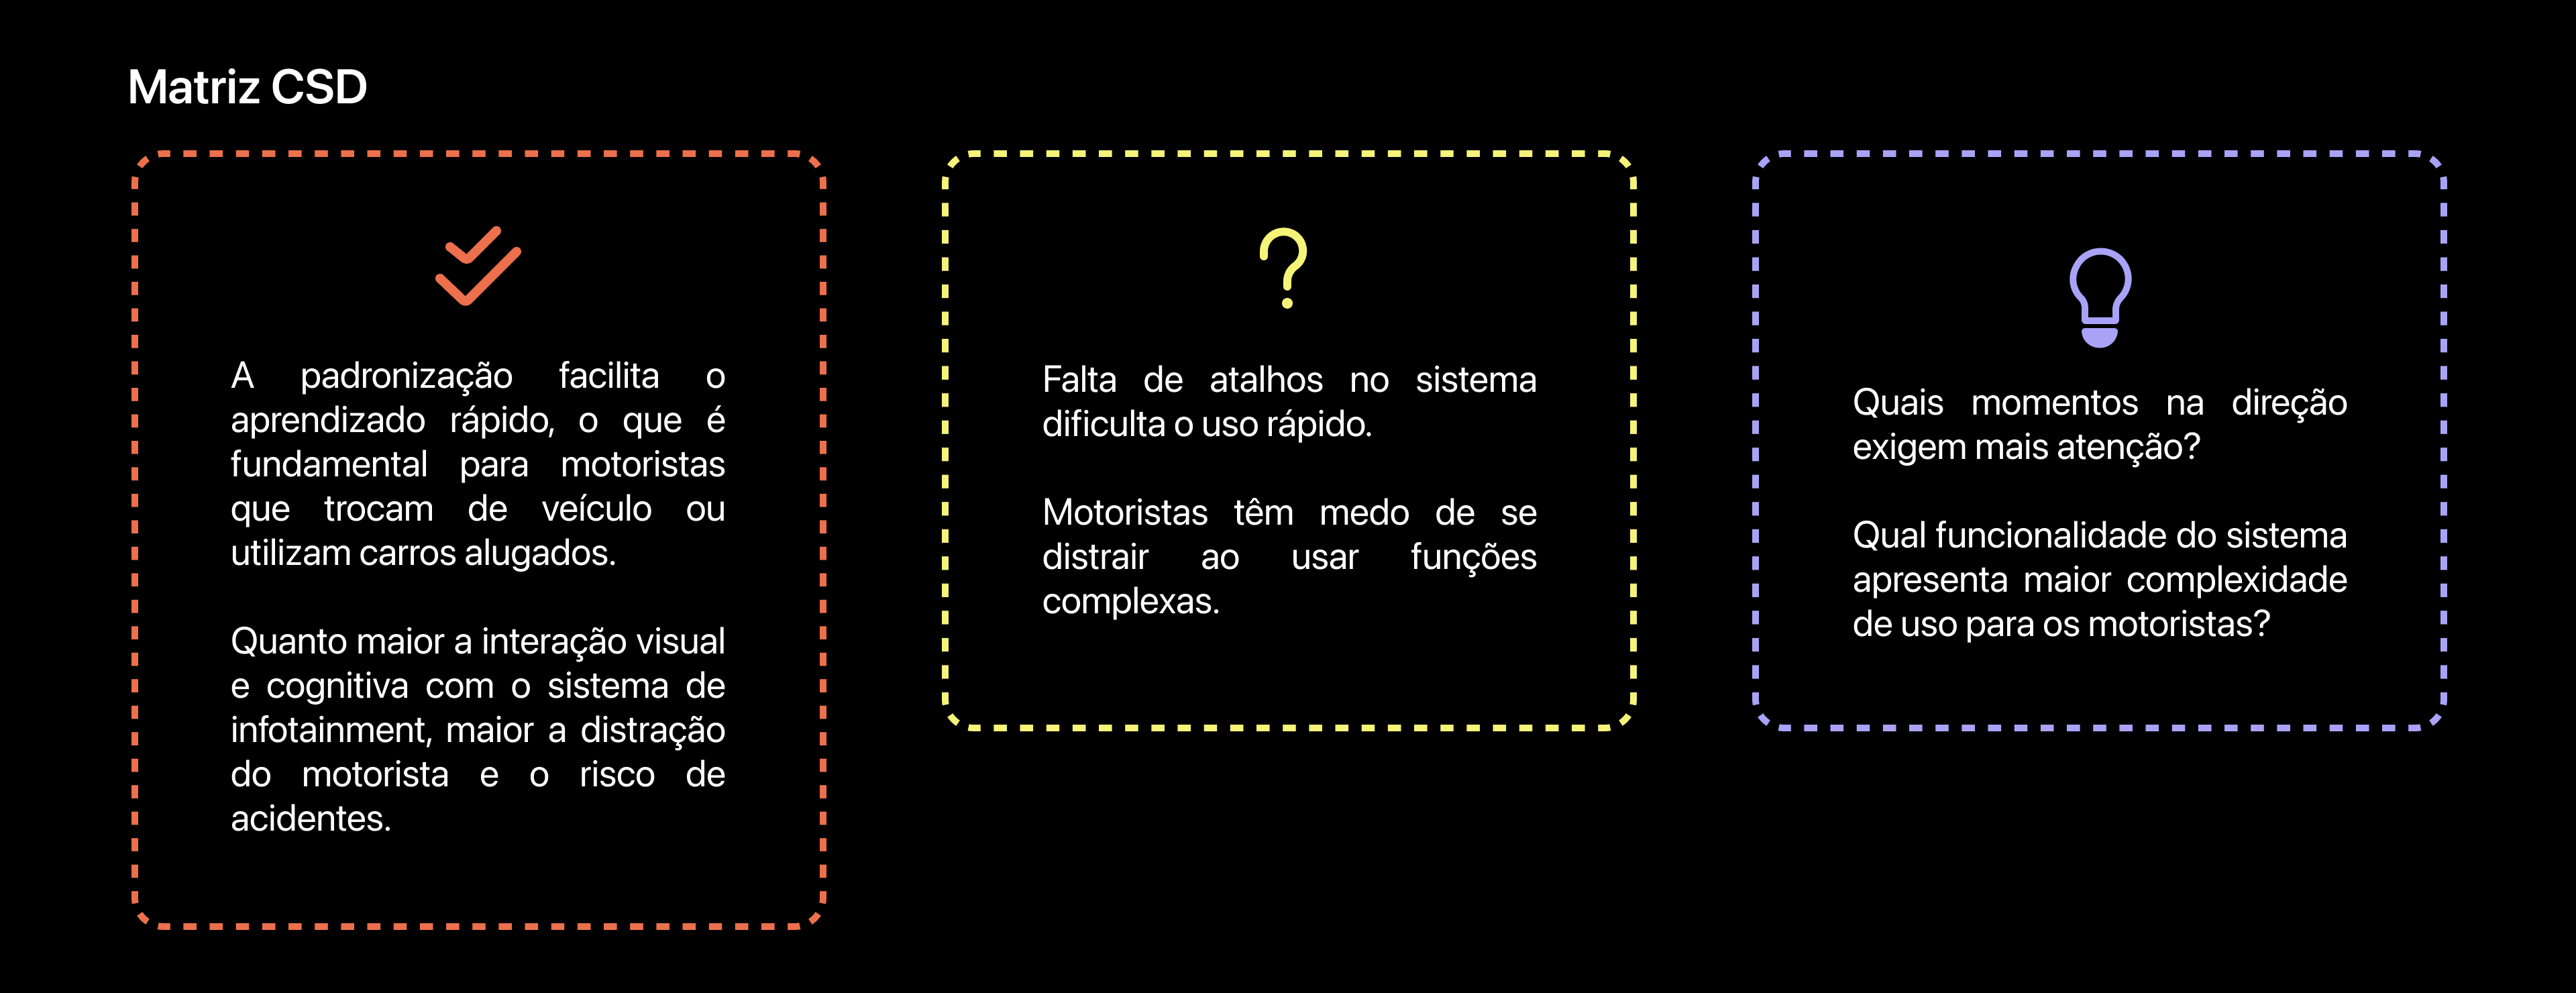 Matriz CSD
A padronização facilita o
aprendizado rápido, o que é
fundamental para motoristas
que trocam de veículo ou
utilizam carros alugados.
Quanto maior a interação visual
e cognitiva com o sistema de
infotainment, maior a distração
do motorista e o risco de
acidentes.
Falta de atalhos no sistema
dificulta o uso rápido.
Motoristas têm medo de se
distrair ao usar funções
complexas.
Quais momentos na direção
exigem mais atenção?
Qual funcionalidade do sistema
apresenta maior complexidade
de uso para os motoristas?